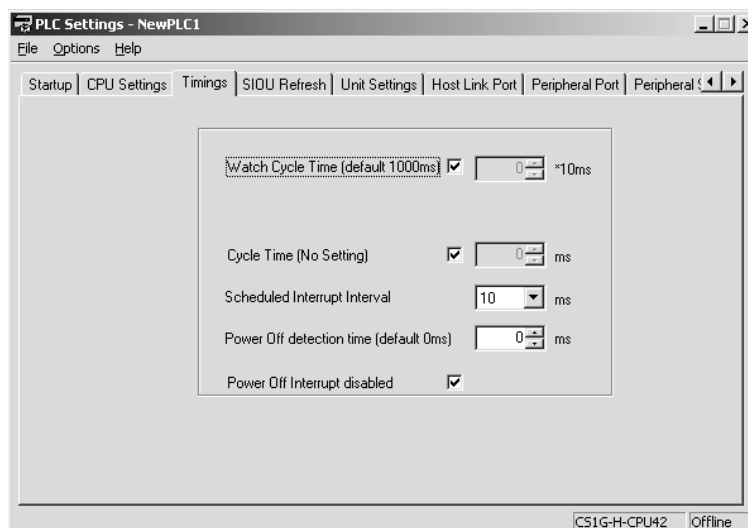 PLC Settings - NewPLC1
File Options Help
Startup CPU Settings Timings SIOU Refresh Unit Settings Host Link Port Peripheral Port Peripheral
Watch Cycle Time (default 1000ms) 0 *10ms
Cycle Time (No Setting) 0 ms
Scheduled Interrupt Interval 10 ms
Power Off detection time (default 0ms) 0 ms
Power Off Interrupt disabled
CS1G-H-CPU42 Offline